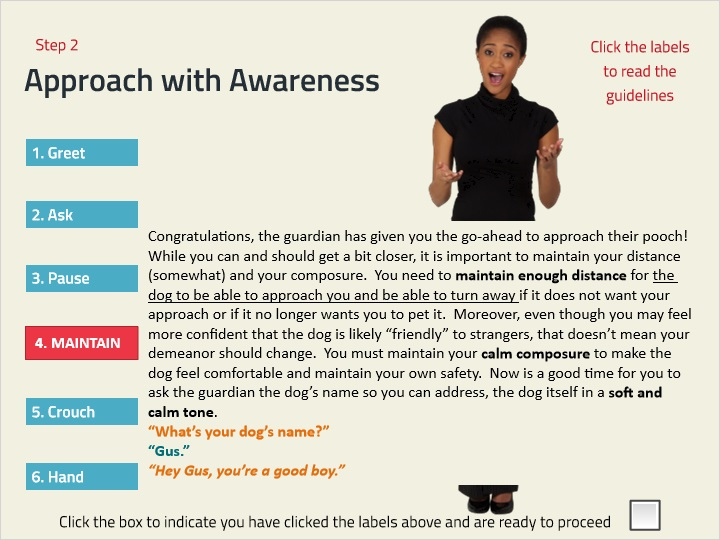 Step 2
Approach with Awareness
Click the labels
to read the
guidelines
1. Greet
2. Ask
3. Pause
4. MAINTAIN
5. Crouch
6. Hand
Congratulations, the guardian has given you the go-ahead to approach their pooch!
While you can and should get a bit closer, it is important to maintain your distance
(somewhat) and your composure.  You need to maintain enough distance for the
dog to be able to approach you and be able to turn away if it does not want your
approach or if it no longer wants you to pet it.  Moreover, even though you may feel
more confident that the dog is likely “friendly” to strangers, that doesn’t mean your
demeanor should change.  You must maintain your calm composure to make the
dog feel comfortable and maintain your own safety.  Now is a good time for you to
ask the guardian the dog’s name so you can address, the dog itself in a soft and
calm tone.
“What’s your dog’s name?”
“Gus.”
“Hey Gus, you’re a good boy.”
Click the box to indicate you have clicked the labels above and are ready to proceed